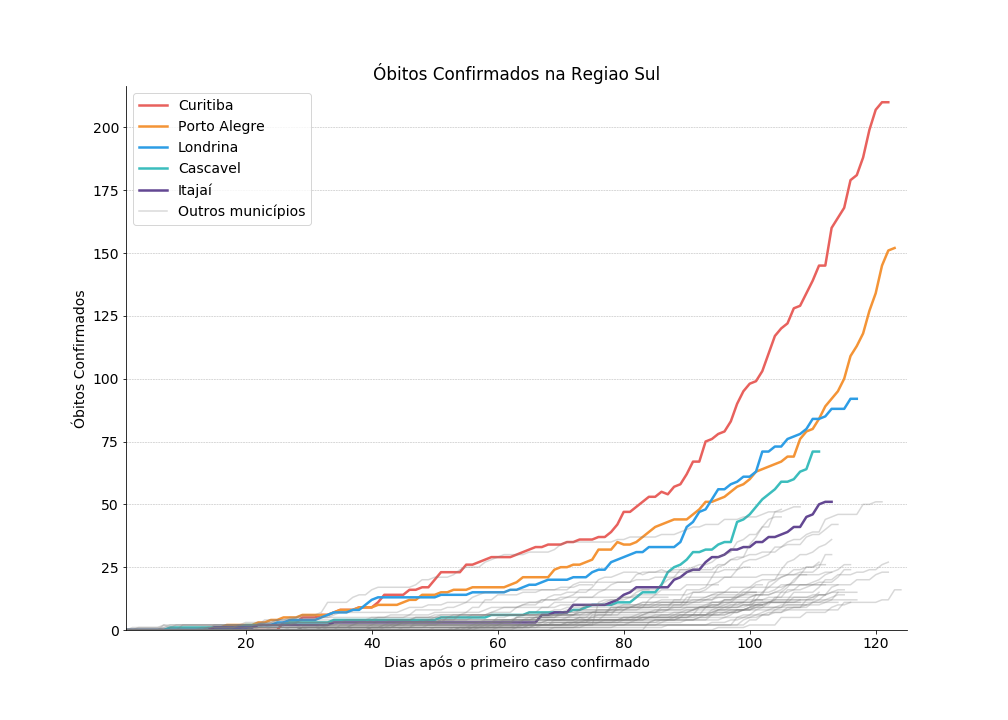 Óbitos Confirmados na Regiao Sul
Curitiba
Porto Alegre
Londrina
Cascavel
Itajaí
Outros municípios
Óbitos Confirmados
200
175
150
125
100
75
50
25
0
20 40 60 80 100 120
Dias após o primeiro caso confirmado